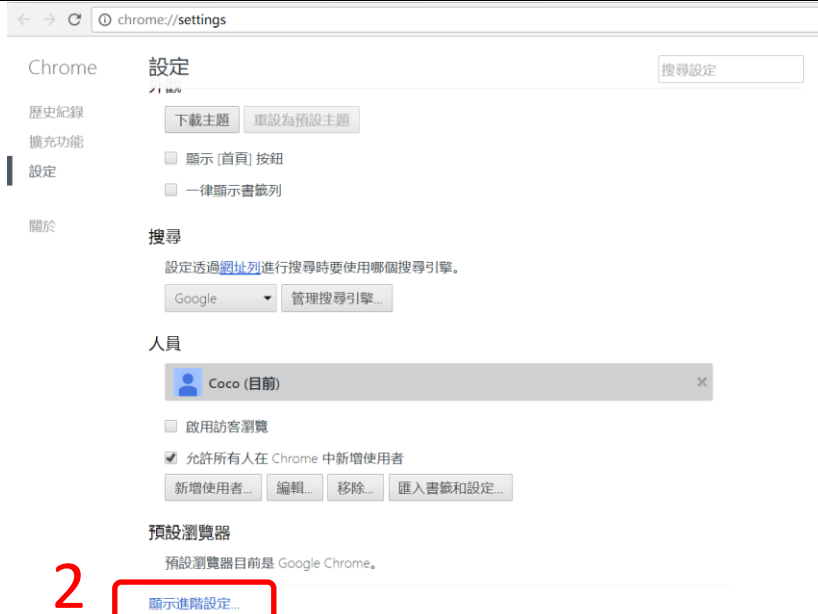 chrome://settings
Chrome
設定
搜尋設定
歷史紀錄
擴充功能
設定
關於
外觀
下載主題 重設為預設主題
顯示 [首頁] 按鈕
一律顯示書籤列
搜尋
設定透過網址列進行搜尋時要使用哪個搜尋引擎。
Google 管理搜尋引擎...
人員
Coco (目前)
啟用訪客瀏覽
允許所有人在 Chrome 中新增使用者
新增使用者... 編輯... 移除... 匯入書籤和設定...
預設瀏覽器
預設瀏覽器目前是 Google Chrome。
2
顯示進階設定...